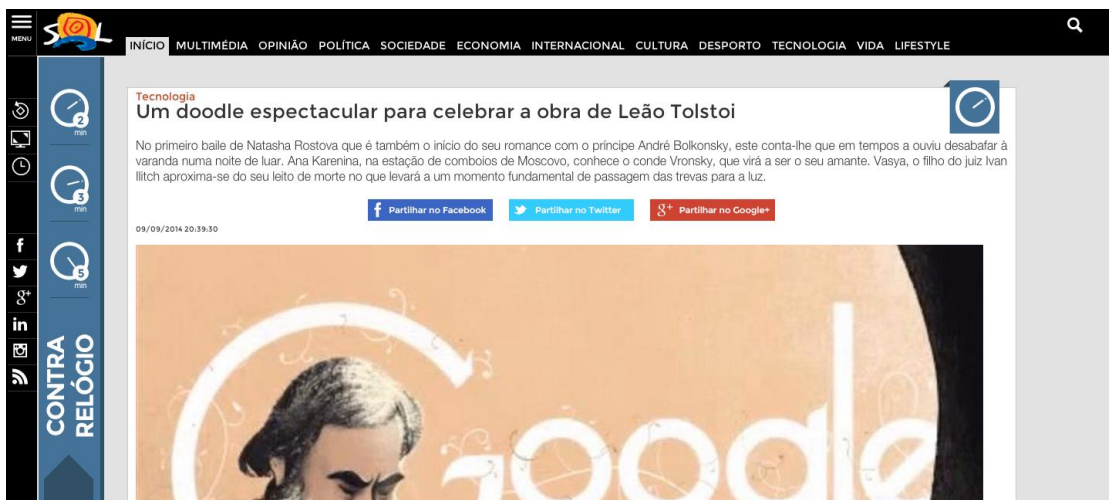 MENU
SOL
INÍCIO MULTIMÉDIA OPINIÃO POLÍTICA SOCIEDADE ECONOMIA INTERNACIONAL CULTURA DESPORTO TECNOLOGIA VIDA LIFESTYLE
2
min
3
min
5
min
CONTRA
RELÓGIO
f
g+
in
Tecnologia
Um doodle espectacular para celebrar a obra de Leão Tolstoi
No primeiro baile de Natasha Rostova que é também o início do seu romance com o príncipe André Bolkonsky, este conta-lhe que em tempos a ouviu desabafar à
varanda numa noite de luar. Ana Karenina, na estação de comboios de Moscovo, conhece o conde Vronsky, que virá a ser o seu amante. Vasya, o filho do juiz Ivan
Ilitch aproxima-se do seu leito de morte no que levará a um momento fundamental de passagem das trevas para a luz.
f Partilhar no Facebook Partilhar no Twitter g+ Partilhar no Google+
09/09/2014 20:39:30
Google